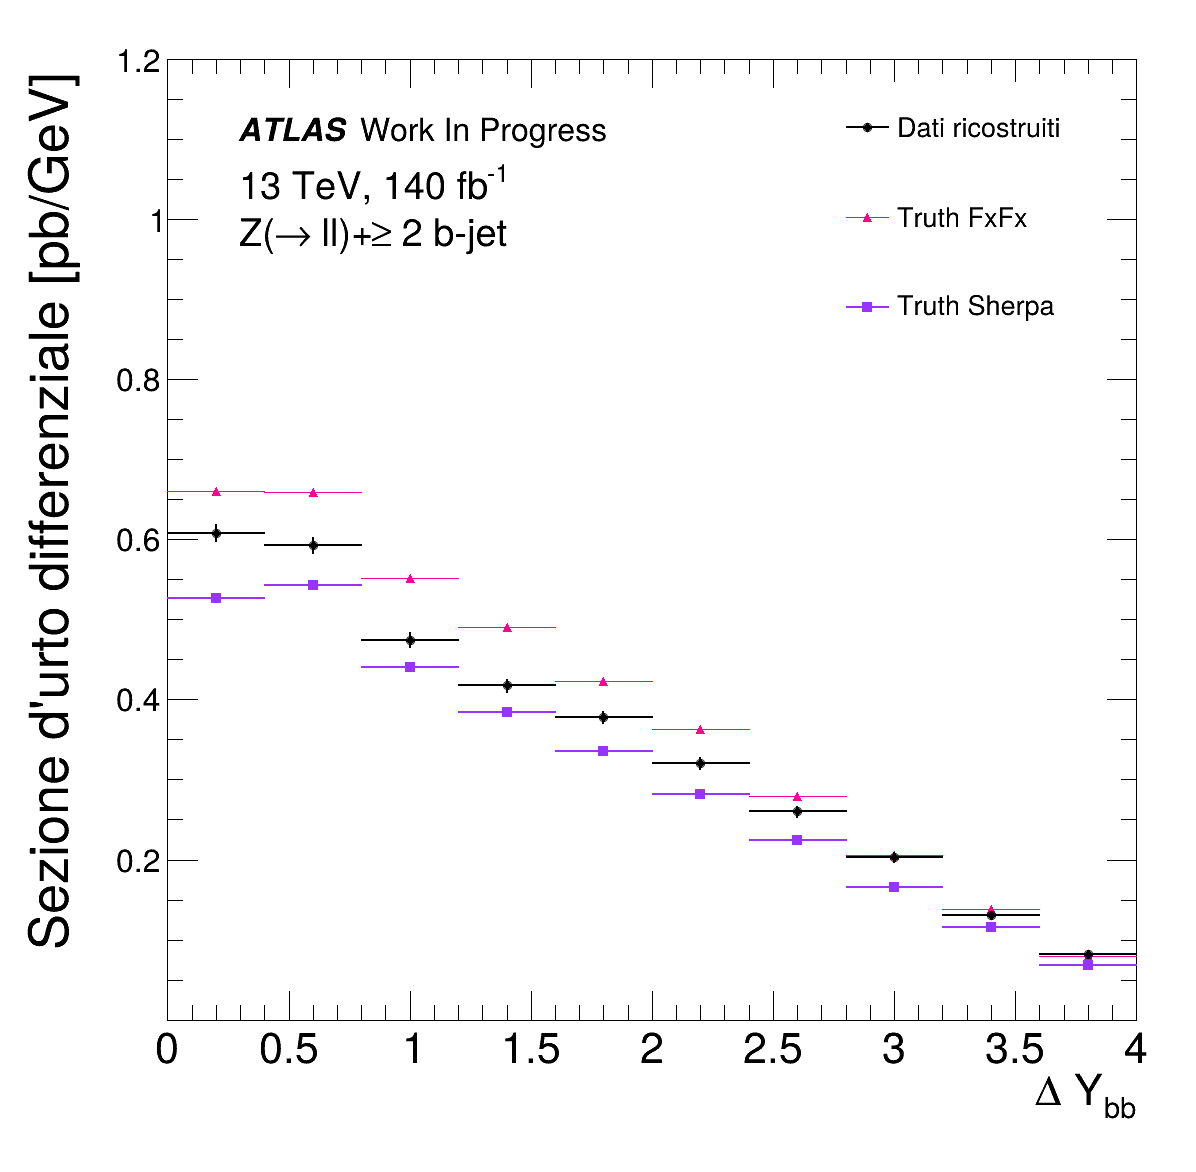 Sezione d'urto differenziale [pb/GeV]
1.2
1
0.8
0.6
0.4
0.2
ATLAS Work In Progress
13 TeV, 140 fb-1
Z(→ ll)+≥ 2 b-jet
Dati ricostruiti
Truth FxFx
Truth Sherpa
0 0.5 1 1.5 2 2.5 3 3.5 4
Δ Ybb